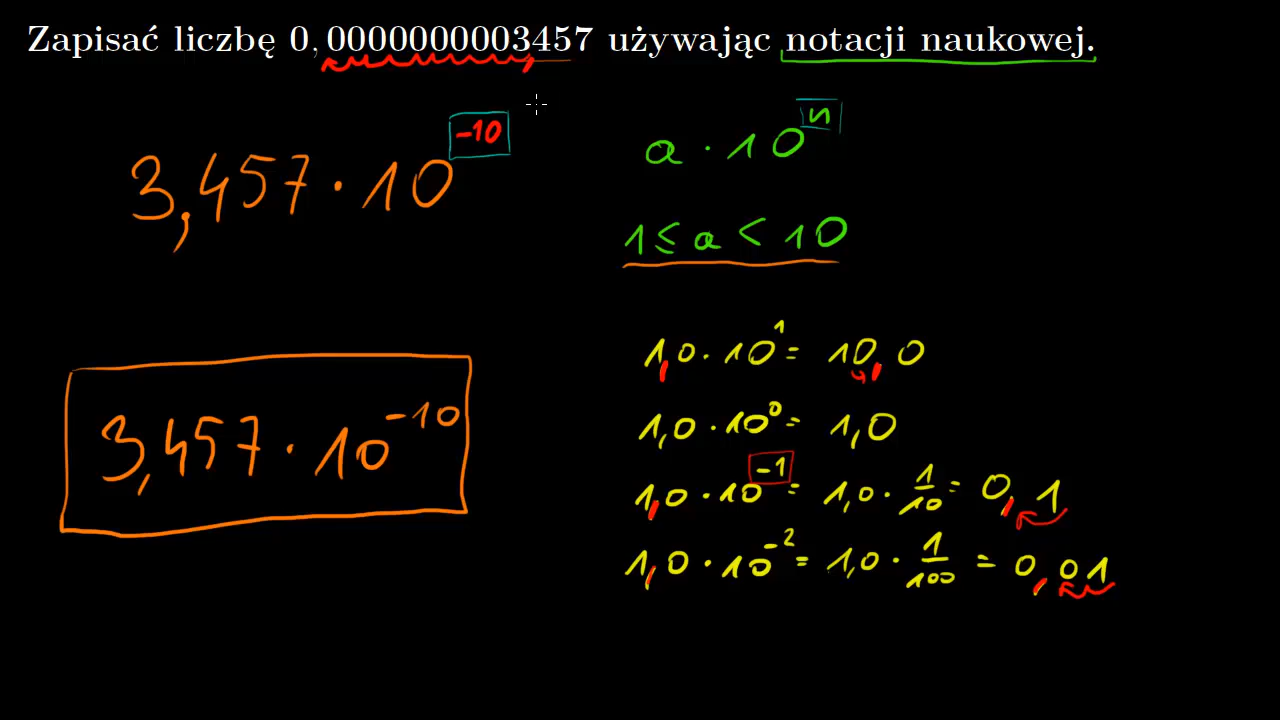 Zapisać liczbę 0,0000000003457 używając notacji naukowej.
3,457 · 10^-10
a · 10^n
1 ≤ a < 10
1,0 · 10^1 = 10,0
1,0 · 10^0 = 1,0
1,0 · 10^-1 = 1,0 · 1/10 = 0,1
1,0 · 10^-2 = 1,0 · 1/100 = 0,01
3,457 · 10^-10